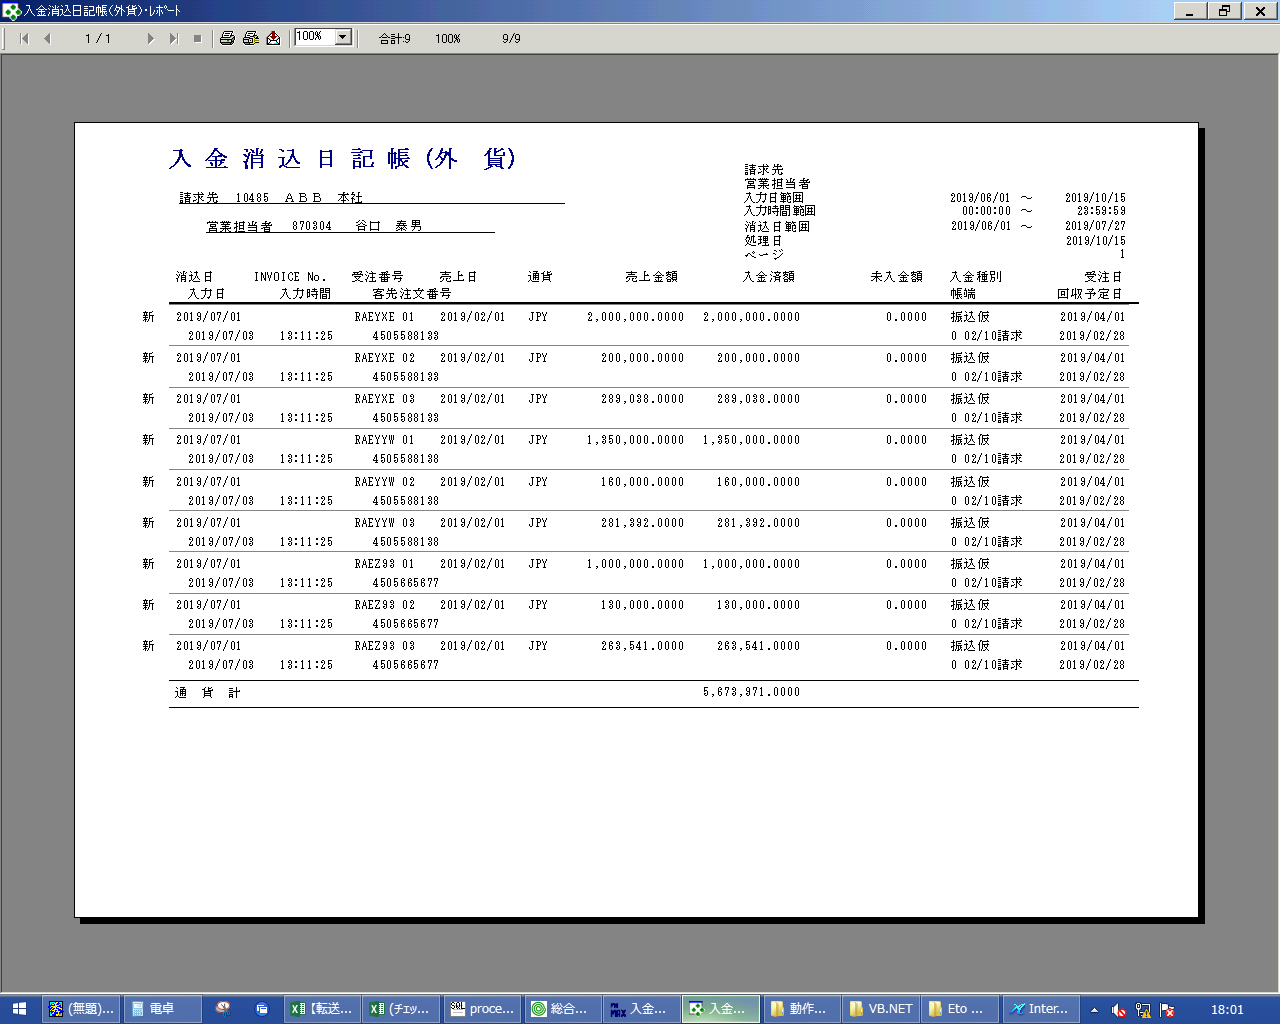 入金消込日記帳(外貨)・レポート
1 / 1 100% 合計:9 100% 9/9
入 金 消 込 日 記 帳 (外　貨)
請求先
営業担当者
請求先 10485 ＡＢＢ 本社
入力日範囲 2019/06/01 ～ 2019/10/15
入力時間範囲 00:00:00 ～ 23:59:59
営業担当者 870304 谷口 泰男
消込日範囲 2019/06/01 ～ 2019/07/27
処理日 2019/10/15
ページ 1
消込日 INVOICE No. 受注番号 売上日 通貨 売上金額 入金済額 未入金額 入金種別 受注日
入力日 入力時間 客先注文番号 帳端 回収予定日
新 2019/07/01 RAEYXE 01 2019/02/01 JPY 2,000,000.0000 2,000,000.0000 0.0000 振込仮 2019/04/01
2019/07/03 13:11:25 4505588133 0 02/10請求 2019/02/28
新 2019/07/01 RAEYXE 02 2019/02/01 JPY 200,000.0000 200,000.0000 0.0000 振込仮 2019/04/01
2019/07/03 13:11:25 4505588133 0 02/10請求 2019/02/28
新 2019/07/01 RAEYXE 03 2019/02/01 JPY 289,038.0000 289,038.0000 0.0000 振込仮 2019/04/01
2019/07/03 13:11:25 4505588133 0 02/10請求 2019/02/28
新 2019/07/01 RAEYYW 01 2019/02/01 JPY 1,350,000.0000 1,350,000.0000 0.0000 振込仮 2019/04/01
2019/07/03 13:11:25 4505588138 0 02/10請求 2019/02/28
新 2019/07/01 RAEYYW 02 2019/02/01 JPY 160,000.0000 160,000.0000 0.0000 振込仮 2019/04/01
2019/07/03 13:11:25 4505588138 0 02/10請求 2019/02/28
新 2019/07/01 RAEYYW 03 2019/02/01 JPY 281,392.0000 281,392.0000 0.0000 振込仮 2019/04/01
2019/07/03 13:11:25 4505588138 0 02/10請求 2019/02/28
新 2019/07/01 RAEZ93 01 2019/02/01 JPY 1,000,000.0000 1,000,000.0000 0.0000 振込仮 2019/04/01
2019/07/03 13:11:25 4505665677 0 02/10請求 2019/02/28
新 2019/07/01 RAEZ93 02 2019/02/01 JPY 130,000.0000 130,000.0000 0.0000 振込仮 2019/04/01
2019/07/03 13:11:25 4505665677 0 02/10請求 2019/02/28
新 2019/07/01 RAEZ93 03 2019/02/01 JPY 263,541.0000 263,541.0000 0.0000 振込仮 2019/04/01
2019/07/03 13:11:25 4505665677 0 02/10請求 2019/02/28
通 貨 計 5,673,971.0000
(無題)... 電卓 【転送... (チェッ... proce... 総合... 入金... 入金... 動作... VB.NET Eto ... Inter... 18:01